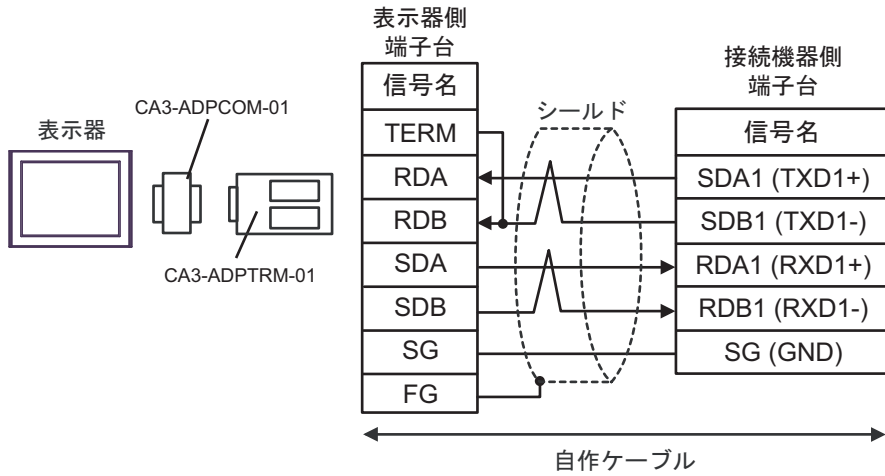 表示器側
端子台
接続機器側
端子台
信号名
TERM
RDA
RDB
SDA
SDB
SG
FG
シールド
信号名
SDA1 (TXD1+)
SDB1 (TXD1-)
RDA1 (RXD1+)
RDB1 (RXD1-)
SG (GND)
表示器
CA3-ADPCOM-01
CA3-ADPTRM-01
自作ケーブル